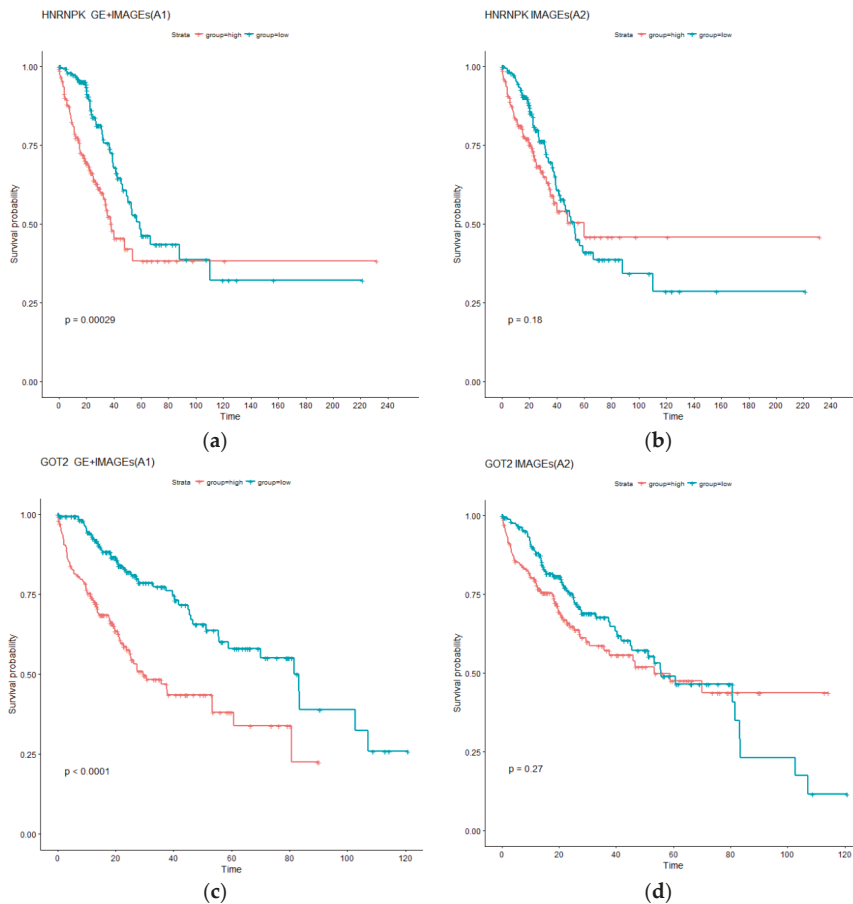 HNRNPK GE+IMAGEs(A1)
Strata group=high group=low
1.00
0.75
0.50
0.25
0.00
Survival probability
p = 0.00029
0 20 40 60 80 100 120 140 160 180 200 220 240
Time
(a)
HNRNPK IMAGEs(A2)
Strata group=high group=low
1.00
0.75
0.50
0.25
0.00
Survival probability
p = 0.18
0 20 40 60 80 100 120 140 160 180 200 220 240
Time
(b)
GOT2 GE+IMAGEs(A1)
Strata group=high group=low
1.00
0.75
0.50
0.25
0.00
Survival probability
p < 0.0001
0 20 40 60 80 100 120
Time
(c)
GOT2 IMAGEs(A2)
Strata group=high group=low
1.00
0.75
0.50
0.25
0.00
Survival probability
p = 0.27
0 20 40 60 80 100 120
Time
(d)